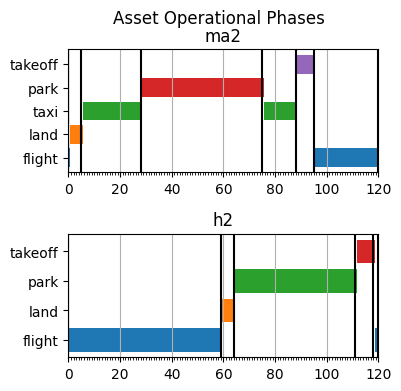 Asset Operational Phases
ma2
takeoff
park
taxi
land
flight
0 20 40 60 80 100 120
h2
takeoff
park
land
flight
0 20 40 60 80 100 120